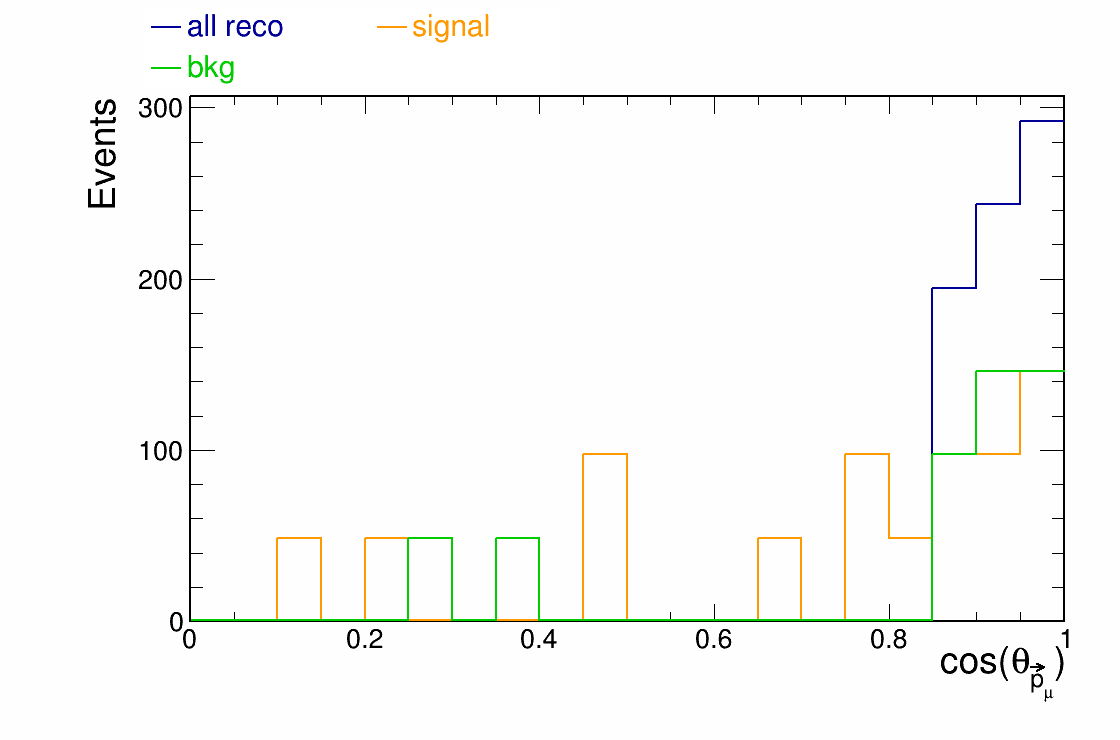 all reco
signal
bkg
Events
300
200
100
0
0 0.2 0.4 0.6 0.8 1
cos(θp⃗μ)